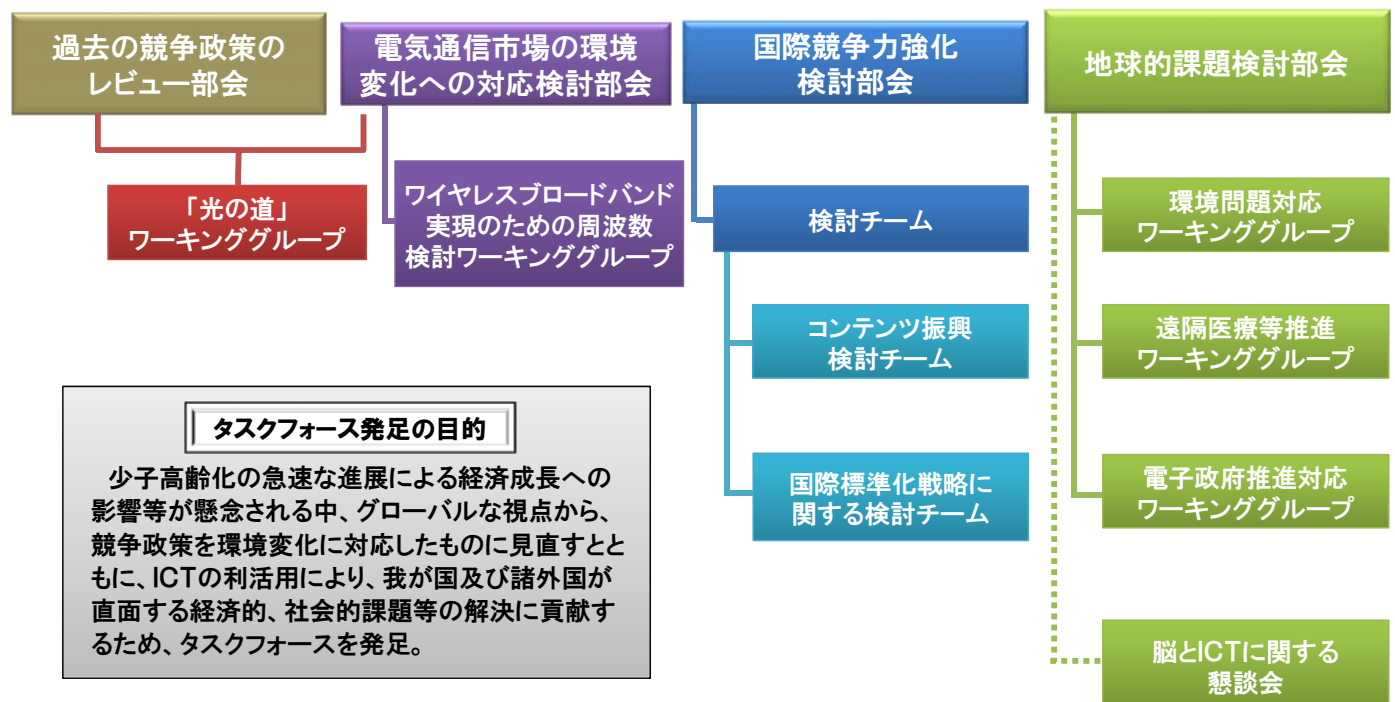 過去の競争政策の
レビュー部会
電気通信市場の環境
変化への対応検討部会
国際競争力強化
検討部会
地球的課題検討部会
「光の道」
ワーキンググループ
ワイヤレスブロードバンド
実現のための周波数
検討ワーキンググループ
検討チーム
コンテンツ振興
検討チーム
国際標準化戦略に
関する検討チーム
環境問題対応
ワーキンググループ
遠隔医療等推進
ワーキンググループ
電子政府推進対応
ワーキンググループ
脳とICTに関する
懇談会
タスクフォース発足の目的
少子高齢化の急速な進展による経済成長への
影響等が懸念される中、グローバルな視点から、
競争政策を環境変化に対応したものに見直すとと
もに、ICTの利活用により、我が国及び諸外国が
直面する経済的、社会的課題等の解決に貢献す
るため、タスクフォースを発足。